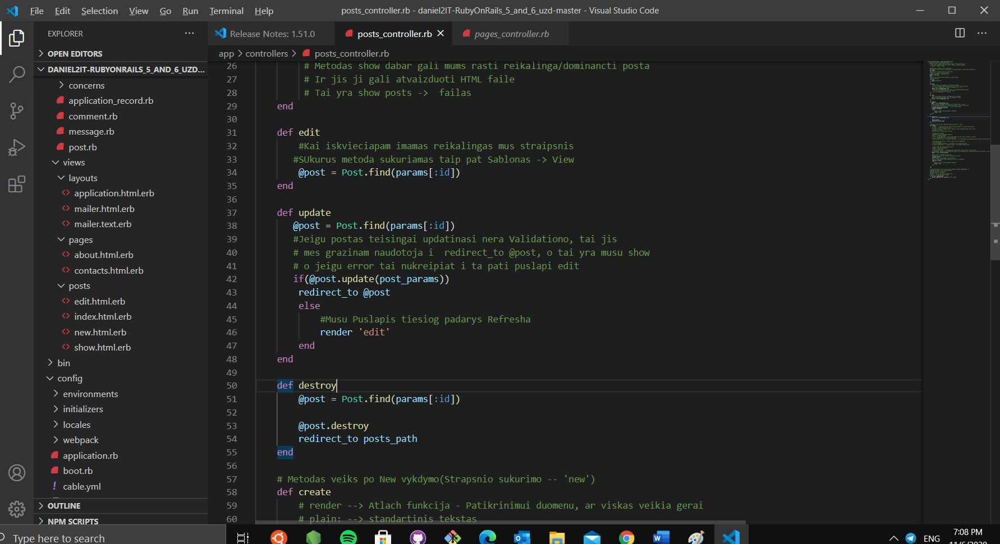 File Edit Selection View Go Run Terminal Help
posts_controller.rb - daniel2IT-RubyOnRails_5_and_6_uzd-master - Visual Studio Code
EXPLORER
OPEN EDITORS
DANIEL2IT-RUBYONRAILS_5_AND_6_UZD...
concerns
application_record.rb
comment.rb
message.rb
post.rb
views
layouts
application.html.erb
mailer.html.erb
mailer.text.erb
pages
about.html.erb
contacts.html.erb
posts
edit.html.erb
index.html.erb
new.html.erb
show.html.erb
bin
config
environments
initializers
locales
webpack
application.rb
boot.rb
cable.yml
OUTLINE
NPM SCRIPTS
Release Notes: 1.51.0
posts_controller.rb
pages_controller.rb
app > controllers > posts_controller.rb
26 # Metodas show dabar gali mums rasti reikalinga/dominancti posta
27 # Ir jis ji gali atvaizduoti HTML faile
28 # Tai yra show posts -> failas
29 end
30
31 def edit
32 #Kai iskvieciapam imamas reikalingas mus straipsnis
33 #SUkurus metoda sukuriamas taip pat Sablonas -> View
34 @post = Post.find(params[:id])
35 end
36
37 def update
38 @post = Post.find(params[:id])
39 #Jeigu postas teisingai updatinasi nera Validationo, tai jis
40 # mes grazinam naudotoja i redirect_to @post, o tai yra musu show
41 # o jeigu error tai nukreipiat i ta pati puslapi edit
42 if(@post.update(post_params))
43 redirect_to @post
44 else
45 #Musu Puslapis tiesiog padarys Refresha
46 render 'edit'
47 end
48 end
49
50 def destroy
51 @post = Post.find(params[:id])
52
53 @post.destroy
54 redirect_to posts_path
55 end
56
57 # Metodas veiks po New vykdymo(Strapsnio sukurimo -- 'new')
58 def create
59 # render --> Atlach funkcija - Patikrinimui duomenu, ar viskas veikia gerai
60 # plain: --> standartinis tekstas
Type here to search
ENG
7:08 PM
11/6/2020